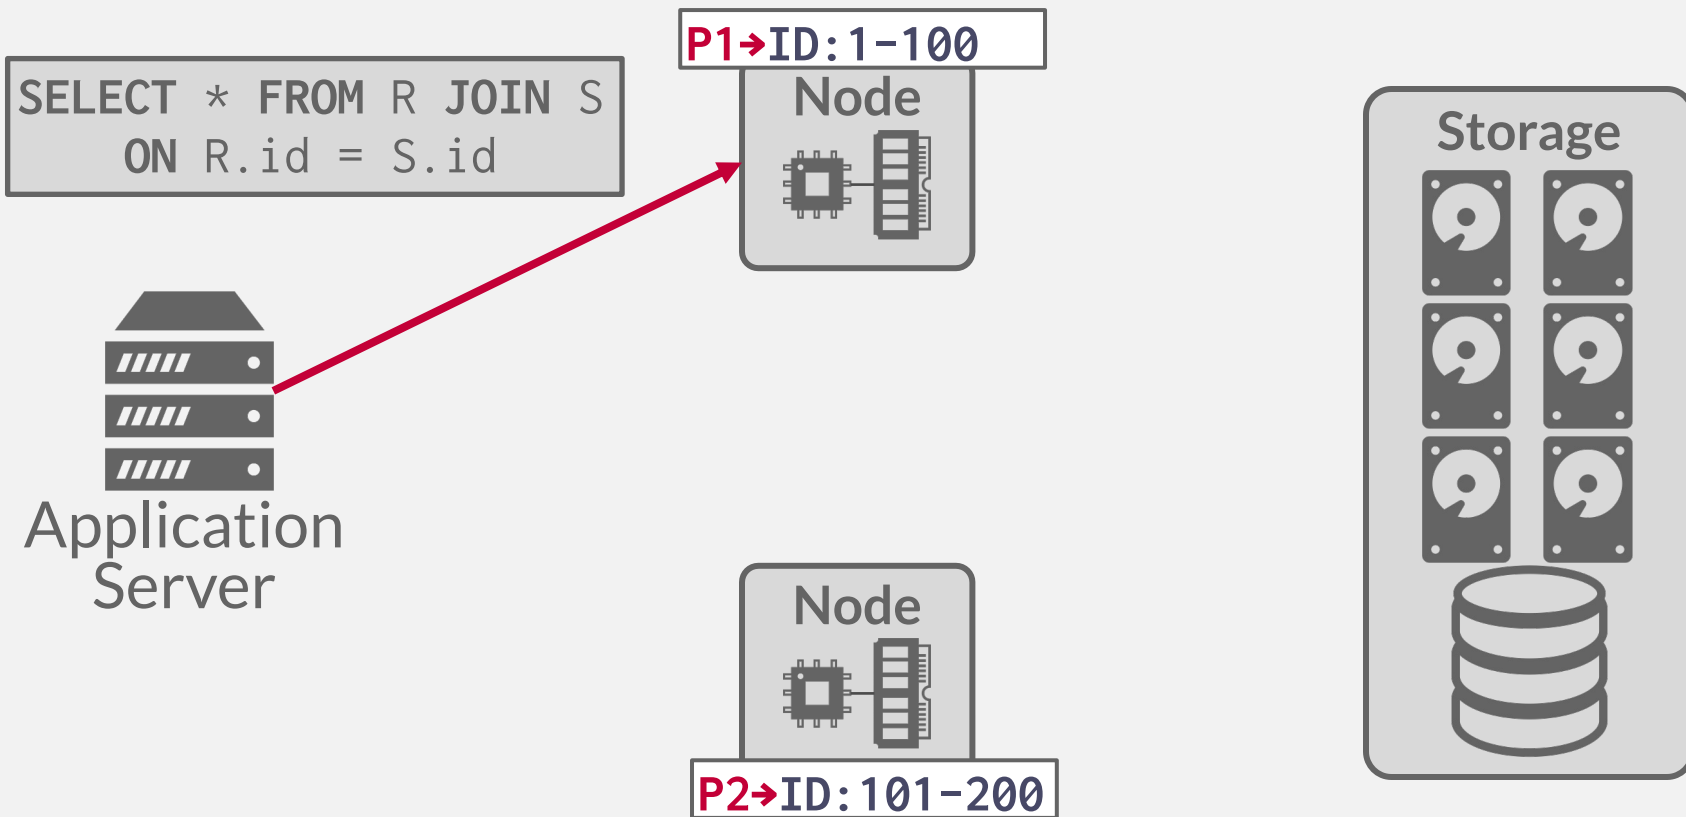 P1→ID:1-100
SELECT * FROM R JOIN S
ON R.id = S.id
Node
Storage
Application
Server
Node
P2→ID:101-200